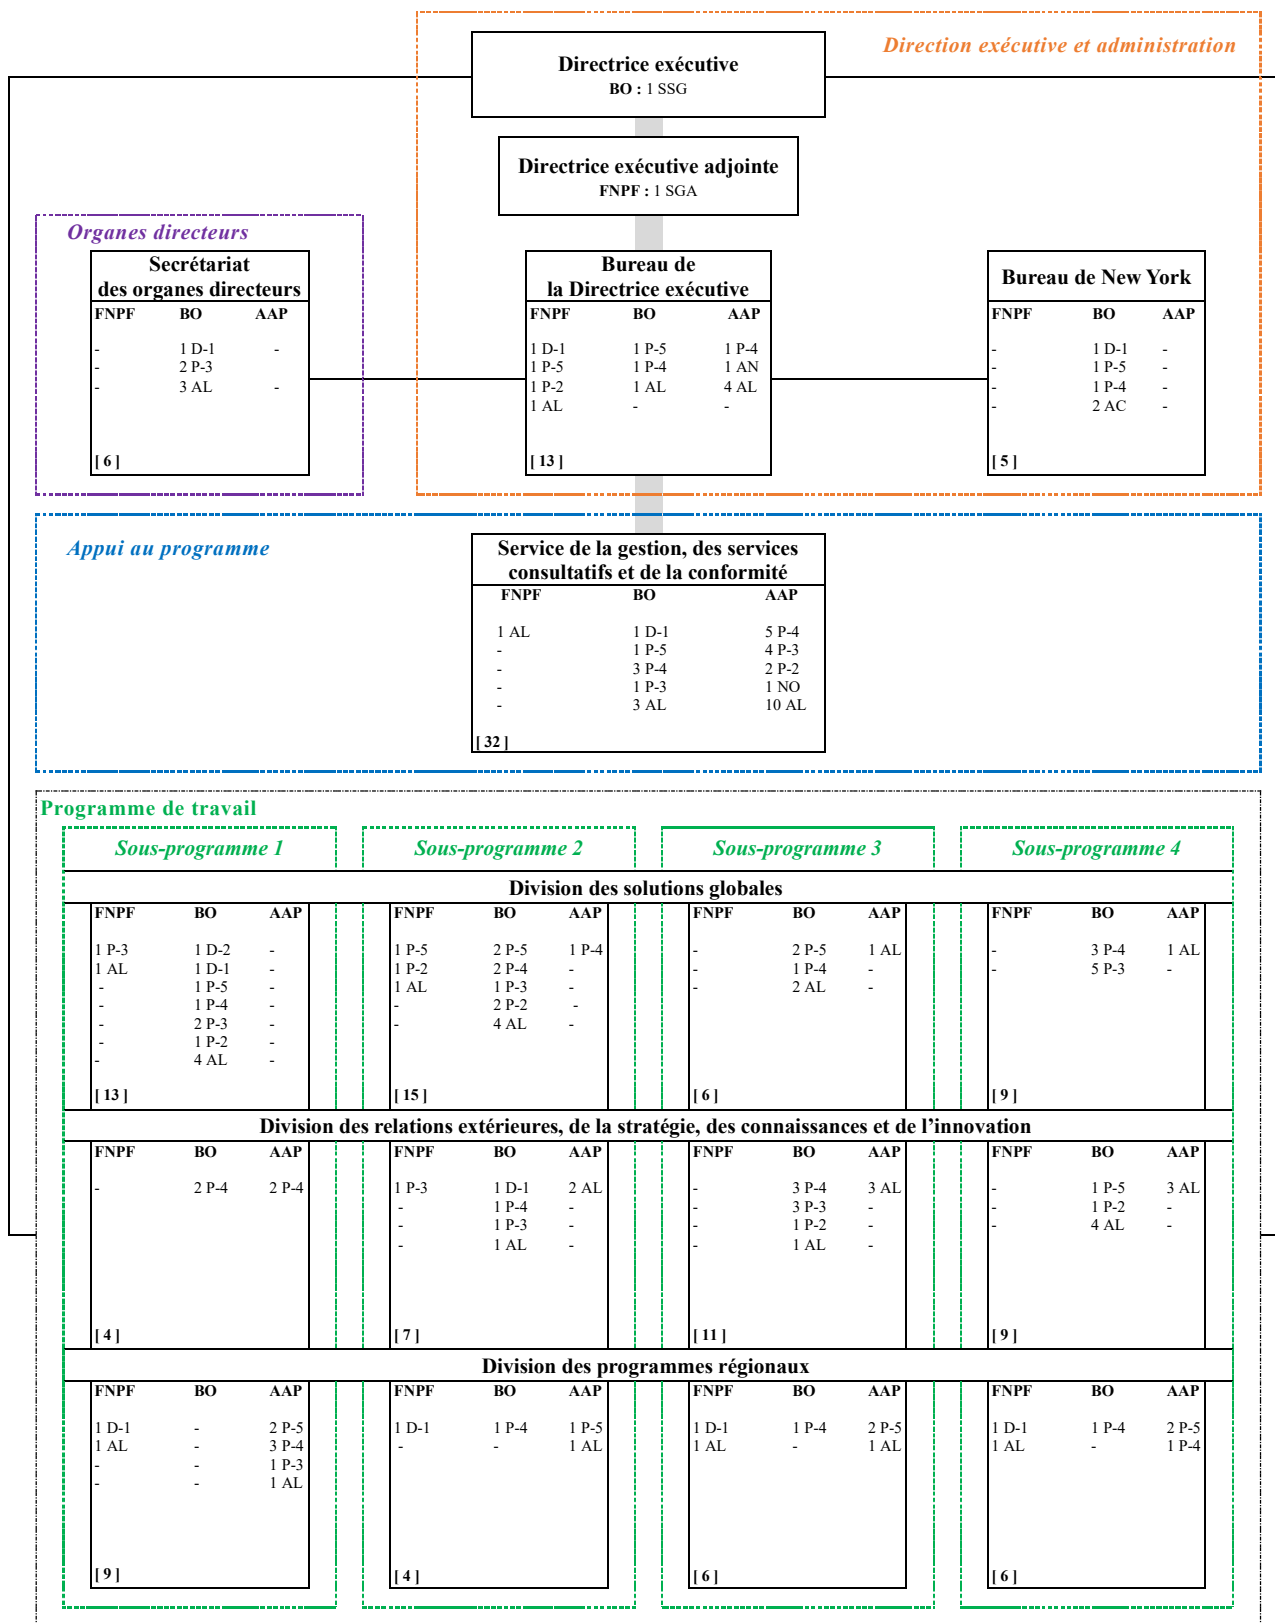 Direction exécutive et administration
Directrice exécutive
BO : 1 SSG
Directrice exécutive adjointe
FNPF : 1 SGA
Organes directeurs
Secrétariat
des organes directeurs
FNPF BO AAP
- 1 D-1 -
- 2 P-3
- 3 AL -
[ 6 ]
Bureau de
la Directrice exécutive
FNPF BO AAP
1 D-1 1 P-5 1 P-4
1 P-5 1 P-4 1 AN
1 P-2 1 AL 4 AL
1 AL - -
[ 13 ]
Bureau de New York
FNPF BO AAP
- 1 D-1 -
- 1 P-5 -
- 1 P-4 -
- 2 AC -
[ 5 ]
Appui au programme
Service de la gestion, des services
consultatifs et de la conformité
FNPF BO AAP
1 AL 1 D-1 5 P-4
- 1 P-5 4 P-3
- 3 P-4 2 P-2
- 1 P-3 1 NO
- 3 AL 10 AL
[ 32 ]
Programme de travail
Sous-programme 1
Sous-programme 2
Sous-programme 3
Sous-programme 4
Division des solutions globales
FNPF BO AAP
1 P-3 1 D-2 -
1 AL 1 D-1 -
- 1 P-5 -
- 1 P-4 -
- 2 P-3 -
- 1 P-2 -
- 4 AL -
[ 13 ]
FNPF BO AAP
1 P-5 2 P-5 1 P-4
1 P-2 2 P-4 -
1 AL 1 P-3 -
- 2 P-2 -
- 4 AL -
[ 15 ]
FNPF BO AAP
- 2 P-5 1 AL
- 1 P-4 -
- 2 AL -
[ 6 ]
FNPF BO AAP
- 3 P-4 1 AL
- 5 P-3 -
[ 9 ]
Division des relations extérieures, de la stratégie, des connaissances et de l’innovation
FNPF BO AAP
- 2 P-4 2 P-4
[ 4 ]
FNPF BO AAP
1 P-3 1 D-1 2 AL
- 1 P-4 -
- 1 P-3 -
- 1 AL -
[ 7 ]
FNPF BO AAP
- 3 P-4 3 AL
- 3 P-3 -
- 1 P-2 -
- 1 AL -
[ 11 ]
FNPF BO AAP
- 1 P-5 3 AL
- 1 P-2 -
- 4 AL -
[ 9 ]
Division des programmes régionaux
FNPF BO AAP
1 D-1 - 2 P-5
1 AL - 3 P-4
- - 1 P-3
- - 1 AL
[ 9 ]
FNPF BO AAP
1 D-1 1 P-4 1 P-5
- - 1 AL
[ 4 ]
FNPF BO AAP
1 D-1 1 P-4 2 P-5
1 AL - 1 AL
[ 6 ]
FNPF BO AAP
1 D-1 1 P-4 2 P-5
1 AL - 1 P-4
[ 6 ]